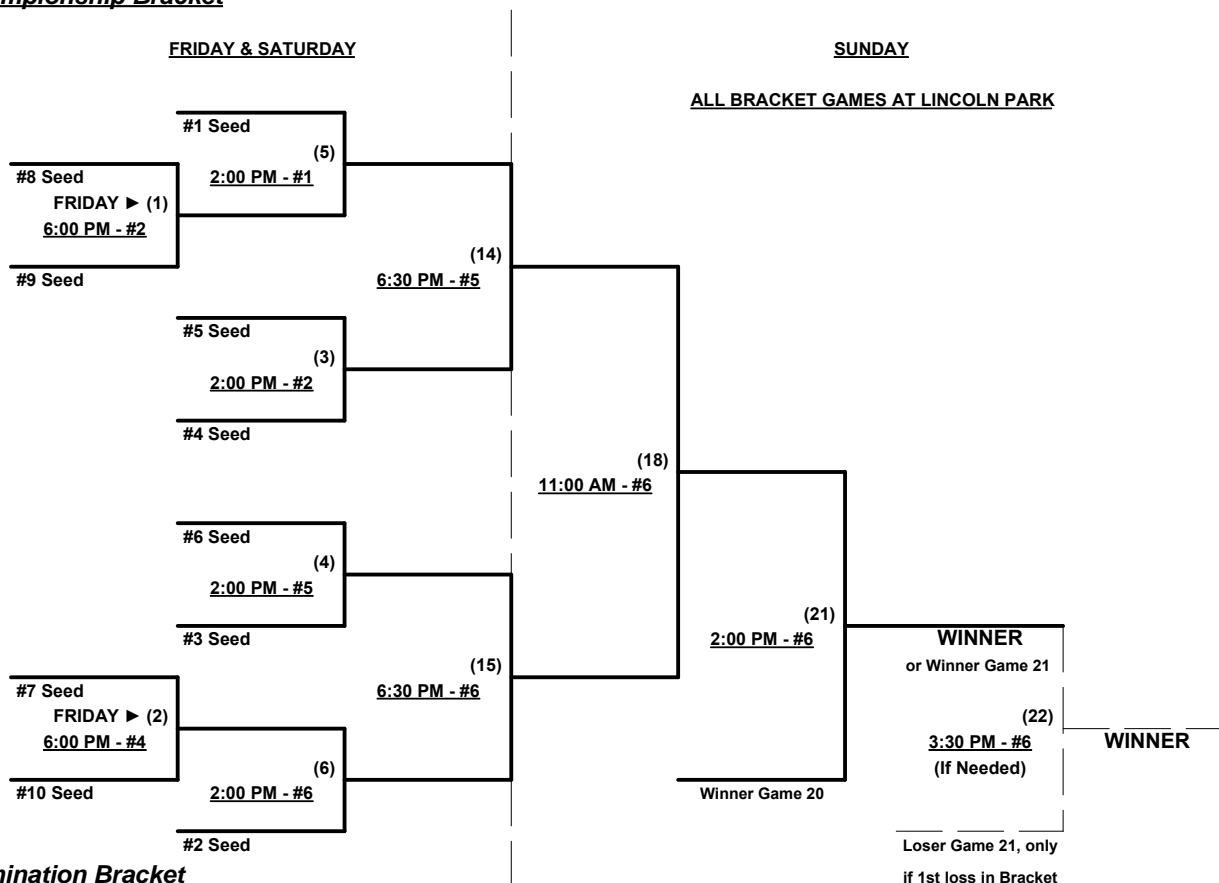 mpionship Bracket
FRIDAY & SATURDAY
SUNDAY
ALL BRACKET GAMES AT LINCOLN PARK
#1 Seed
(5)
2:00 PM - #1
#8 Seed
FRIDAY ► (1)
6:00 PM - #2
#9 Seed
(14)
6:30 PM - #5
#5 Seed
(3)
2:00 PM - #2
#4 Seed
(18)
11:00 AM - #6
#6 Seed
(4)
2:00 PM - #5
#3 Seed
(21)
2:00 PM - #6
WINNER
or Winner Game 21
(15)
6:30 PM - #6
#7 Seed
FRIDAY ► (2)
6:00 PM - #4
#10 Seed
(22)
3:30 PM - #6
(If Needed)
WINNER
(6)
2:00 PM - #6
#2 Seed
Winner Game 20
Loser Game 21, only
if 1st loss in Bracket
mination Bracket